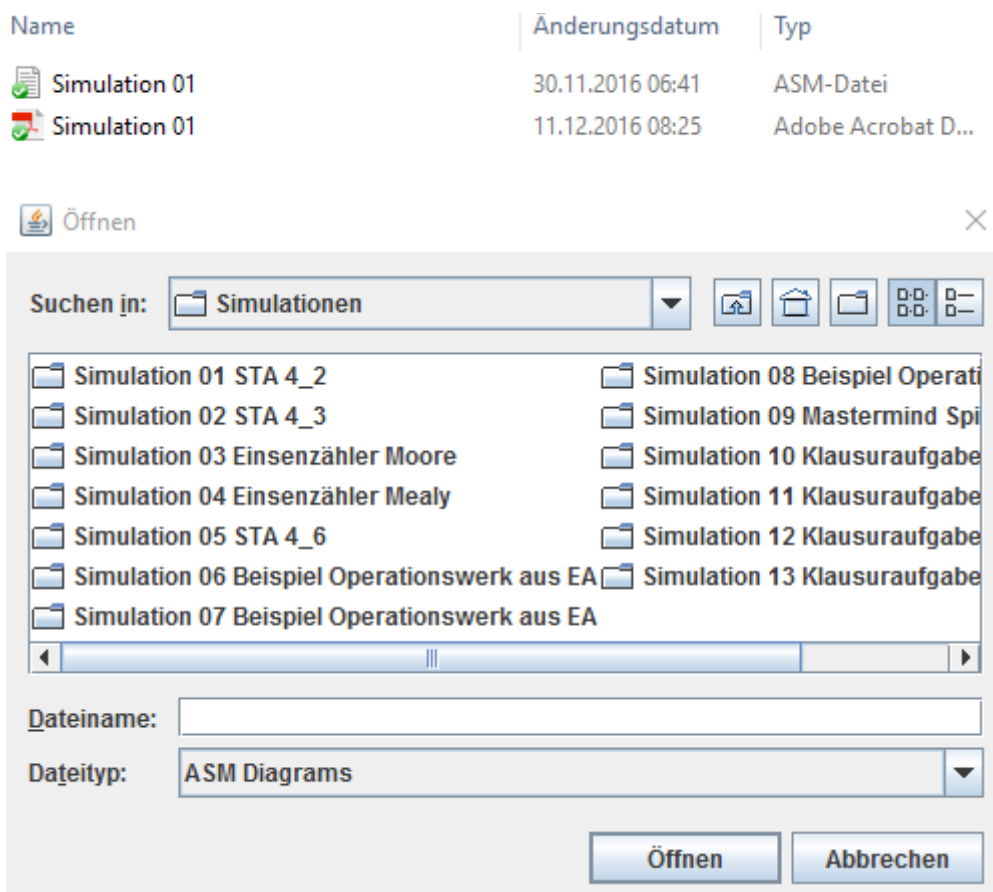 Name Änderungsdatum Typ
Simulation 01 30.11.2016 06:41 ASM-Datei
Simulation 01 11.12.2016 08:25 Adobe Acrobat D...
Öffnen
Suchen in: Simulationen
Simulation 01 STA 4_2 Simulation 08 Beispiel Operati
Simulation 02 STA 4_3 Simulation 09 Mastermind Spi
Simulation 03 Einsenzähler Moore Simulation 10 Klausuraufgabe
Simulation 04 Einsenzähler Mealy Simulation 11 Klausuraufgabe
Simulation 05 STA 4_6 Simulation 12 Klausuraufgabe
Simulation 06 Beispiel Operationswerk aus EA Simulation 13 Klausuraufgabe
Simulation 07 Beispiel Operationswerk aus EA
Dateiname:
Dateityp: ASM Diagrams
Öffnen Abbrechen